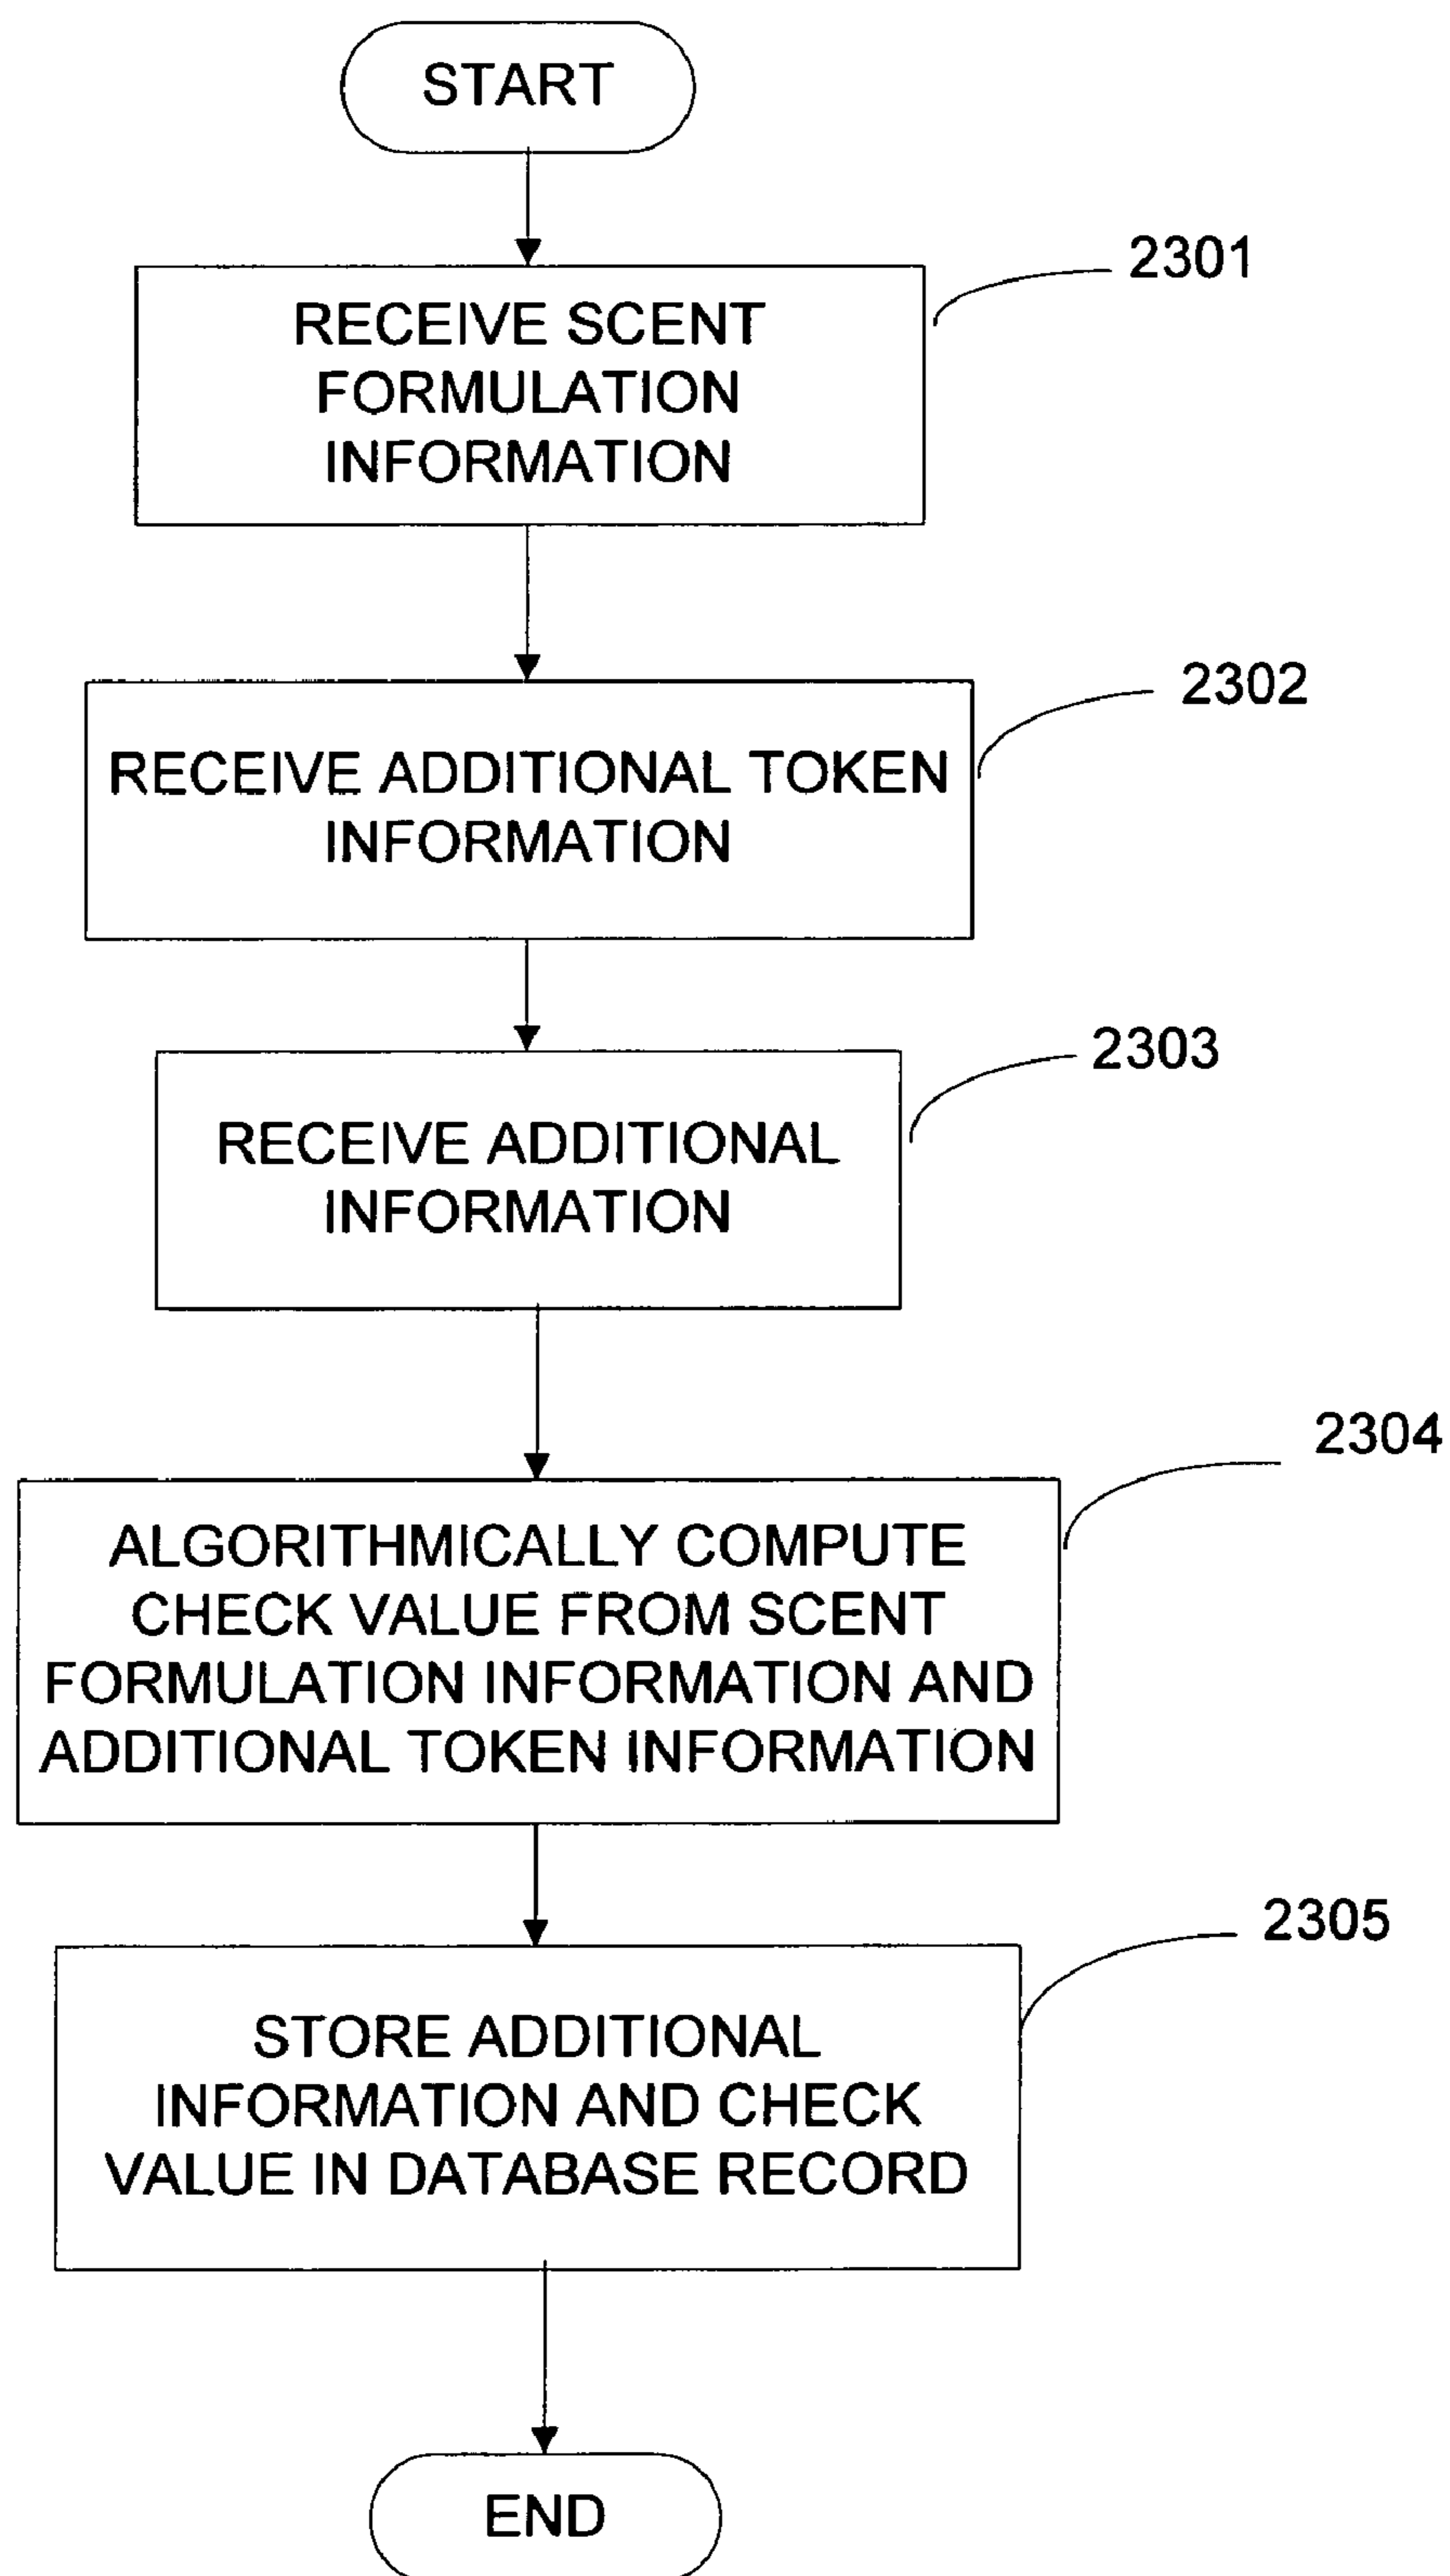 START
2301
RECEIVE SCENT
FORMULATION
INFORMATION
2302
RECEIVE ADDITIONAL TOKEN
INFORMATION
2303
RECEIVE ADDITIONAL
INFORMATION
2304
ALGORITHMICALLY COMPUTE
CHECK VALUE FROM SCENT
FORMULATION INFORMATION AND
ADDITIONAL TOKEN INFORMATION
2305
STORE ADDITIONAL
INFORMATION AND CHECK
VALUE IN DATABASE RECORD
END